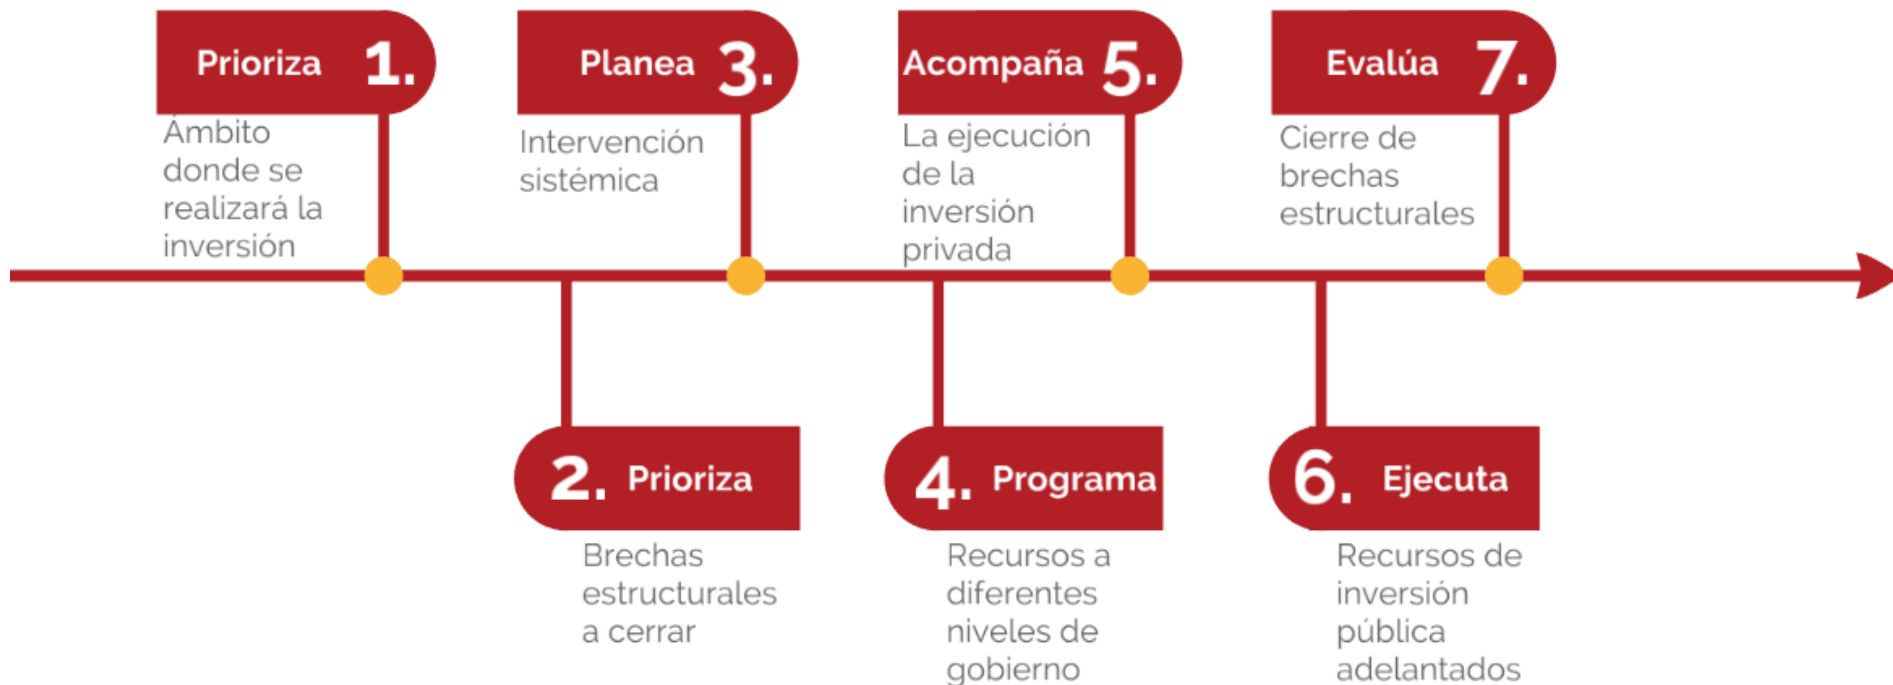 Prioriza 1.
Ámbito
donde se
realizará la
inversión
2. Prioriza
Brechas
estructurales
a cerrar
Planea 3.
Intervención
sistémica
4. Programa
Recursos a
diferentes
niveles de
gobierno
Acompaña 5.
La ejecución
de la
inversión
privada
6. Ejecuta
Recursos de
inversión
pública
adelantados
Evalúa 7.
Cierre de
brechas
estructurales